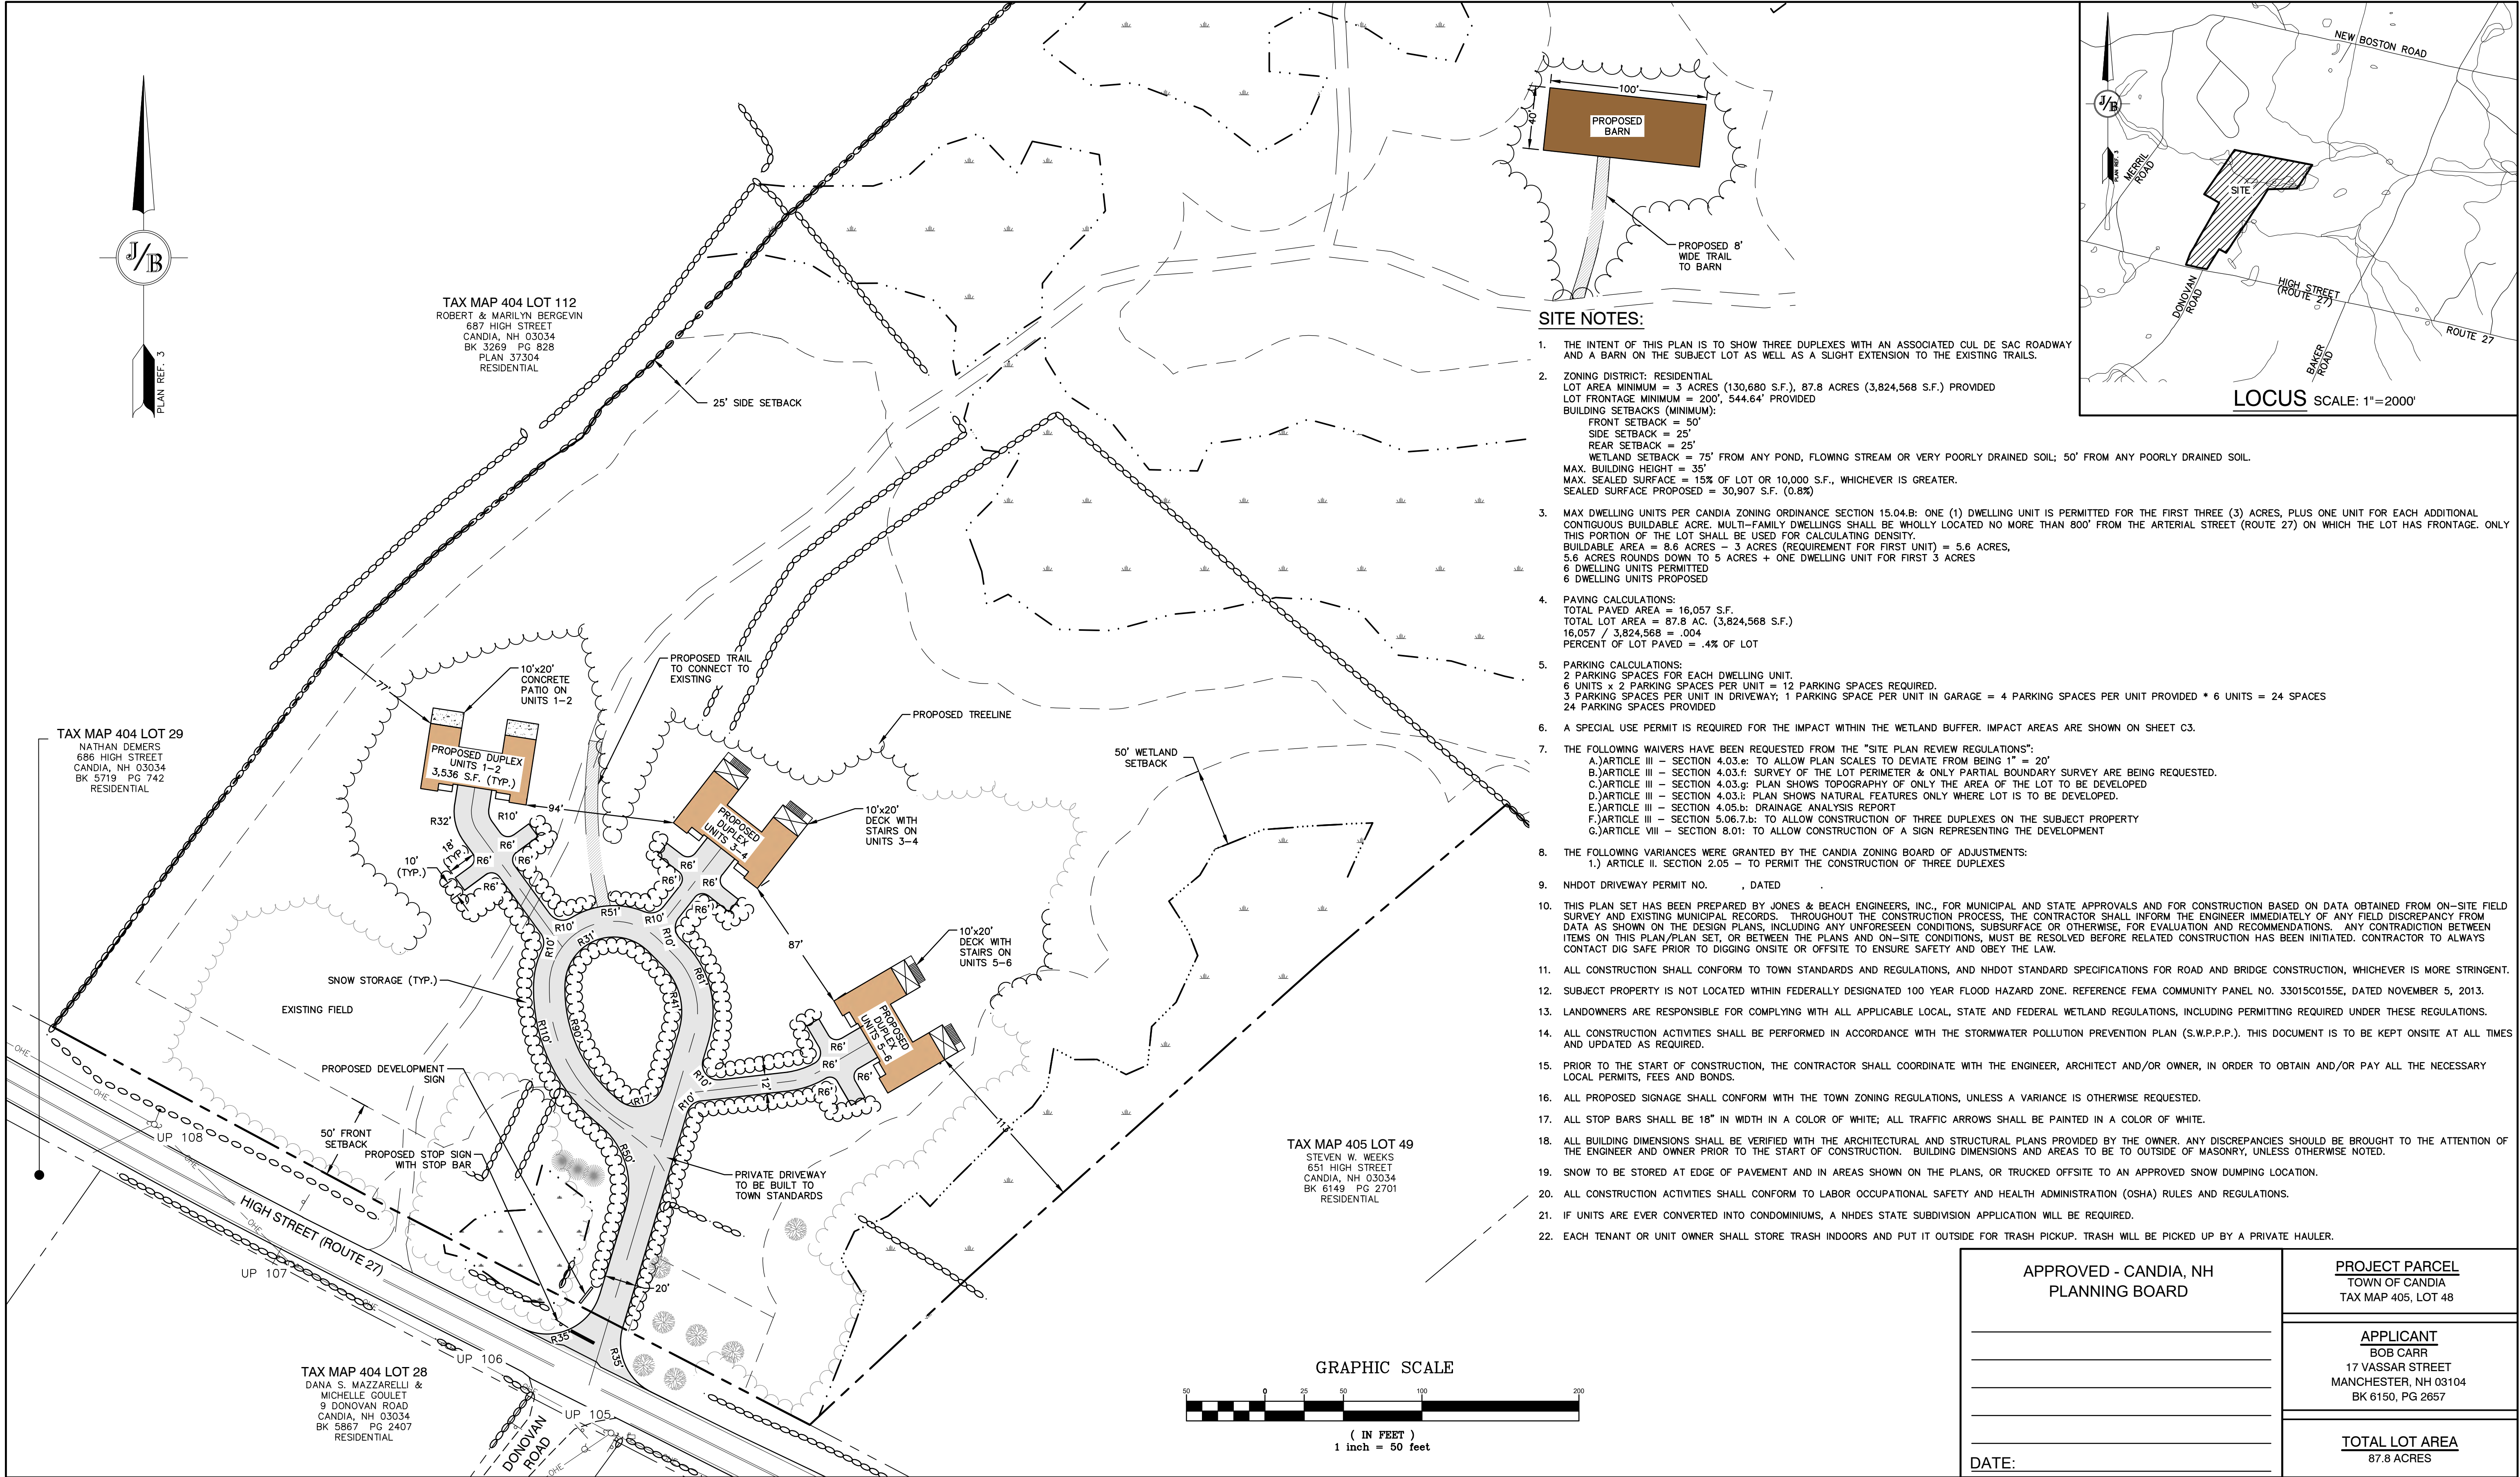 J/B
PLAN REF. 3
TAX MAP 404 LOT 112
ROBERT & MARILYN BERGEVIN
687 HIGH STREET
CANDIA, NH 03034
BK 3269 PG 828
PLAN 37304
RESIDENTIAL
25' SIDE SETBACK
TAX MAP 404 LOT 29
NATHAN DEMERS
686 HIGH STREET
CANDIA, NH 03034
BK 5719 PG 742
RESIDENTIAL
77'
10'x20'
CONCRETE
PATIO ON
UNITS 1-2
PROPOSED TRAIL
TO CONNECT TO
EXISTING
PROPOSED TREELINE
PROPOSED DUPLEX
UNITS 1-2
3,536 S.F. (TYP.)
94'
PROPOSED
DUPLEX
UNITS 3-4
10'x20'
DECK WITH
STAIRS ON
UNITS 3-4
50' WETLAND
SETBACK
R32'
R10'
18'
(TYP.)
R6'
R6'
R6'
10'
(TYP.)
R6'
R6'
R6'
R6'
R6'
R51'
R10'
R10'
R10'
R10'
R31'
R61'
R41'
R110'
R90'
R17'
87'
10'x20'
DECK WITH
STAIRS ON
UNITS 5-6
PROPOSED
DUPLEX
UNITS 5-6
R6'
R6'
R6'
R6'
R10'
R10'
12'
SNOW STORAGE (TYP.)
EXISTING FIELD
PROPOSED DEVELOPMENT
SIGN
50' FRONT
SETBACK
PROPOSED STOP SIGN
WITH STOP BAR
R50'
PRIVATE DRIVEWAY
TO BE BUILT TO
TOWN STANDARDS
20'
R35'
R35'
OHE
OHE
OHE
OHE
OHE
OHE
OHE
UP 108
UP 107
UP 106
UP 105
HIGH STREET (ROUTE 27)
DONOVAN
ROAD
TAX MAP 404 LOT 28
DANA S. MAZZARELLI &
MICHELLE GOULET
9 DONOVAN ROAD
CANDIA, NH 03034
BK 5867 PG 2407
RESIDENTIAL
TAX MAP 405 LOT 49
STEVEN W. WEEKS
651 HIGH STREET
CANDIA, NH 03034
BK 6149 PG 2701
RESIDENTIAL
GRAPHIC SCALE
50 0 25 50 100 200
( IN FEET )
1 inch = 50 feet
100'
40'
PROPOSED
BARN
PROPOSED 8'
WIDE TRAIL
TO BARN
J/B
PLAN REF. 3
NEW BOSTON ROAD
MERRIL
ROAD
SITE
DONOVAN
ROAD
HIGH STREET
(ROUTE 27)
ROUTE 27
BAKER
ROAD
LOCUS SCALE: 1"=2000'
SITE NOTES:
1. THE INTENT OF THIS PLAN IS TO SHOW THREE DUPLEXES WITH AN ASSOCIATED CUL DE SAC ROADWAY
AND A BARN ON THE SUBJECT LOT AS WELL AS A SLIGHT EXTENSION TO THE EXISTING TRAILS.
2. ZONING DISTRICT: RESIDENTIAL
LOT AREA MINIMUM = 3 ACRES (130,680 S.F.), 87.8 ACRES (3,824,568 S.F.) PROVIDED
LOT FRONTAGE MINIMUM = 200', 544.64' PROVIDED
BUILDING SETBACKS (MINIMUM):
FRONT SETBACK = 50'
SIDE SETBACK = 25'
REAR SETBACK = 25'
WETLAND SETBACK = 75' FROM ANY POND, FLOWING STREAM OR VERY POORLY DRAINED SOIL; 50' FROM ANY POORLY DRAINED SOIL.
MAX. BUILDING HEIGHT = 35'
MAX. SEALED SURFACE = 15% OF LOT OR 10,000 S.F., WHICHEVER IS GREATER.
SEALED SURFACE PROPOSED = 30,907 S.F. (0.8%)
3. MAX DWELLING UNITS PER CANDIA ZONING ORDINANCE SECTION 15.04.B: ONE (1) DWELLING UNIT IS PERMITTED FOR THE FIRST THREE (3) ACRES, PLUS ONE UNIT FOR EACH ADDITIONAL
CONTIGUOUS BUILDABLE ACRE. MULTI-FAMILY DWELLINGS SHALL BE WHOLLY LOCATED NO MORE THAN 800' FROM THE ARTERIAL STREET (ROUTE 27) ON WHICH THE LOT HAS FRONTAGE. ONLY
THIS PORTION OF THE LOT SHALL BE USED FOR CALCULATING DENSITY.
BUILDABLE AREA = 8.6 ACRES - 3 ACRES (REQUIREMENT FOR FIRST UNIT) = 5.6 ACRES,
5.6 ACRES ROUNDS DOWN TO 5 ACRES + ONE DWELLING UNIT FOR FIRST 3 ACRES
6 DWELLING UNITS PERMITTED
6 DWELLING UNITS PROPOSED
4. PAVING CALCULATIONS:
TOTAL PAVED AREA = 16,057 S.F.
TOTAL LOT AREA = 87.8 AC. (3,824,568 S.F.)
16,057 / 3,824,568 = .004
PERCENT OF LOT PAVED = .4% OF LOT
5. PARKING CALCULATIONS:
2 PARKING SPACES FOR EACH DWELLING UNIT.
6 UNITS x 2 PARKING SPACES PER UNIT = 12 PARKING SPACES REQUIRED.
3 PARKING SPACES PER UNIT IN DRIVEWAY; 1 PARKING SPACE PER UNIT IN GARAGE = 4 PARKING SPACES PER UNIT PROVIDED * 6 UNITS = 24 SPACES
24 PARKING SPACES PROVIDED
6. A SPECIAL USE PERMIT IS REQUIRED FOR THE IMPACT WITHIN THE WETLAND BUFFER. IMPACT AREAS ARE SHOWN ON SHEET C3.
7. THE FOLLOWING WAIVERS HAVE BEEN REQUESTED FROM THE "SITE PLAN REVIEW REGULATIONS":
A.)ARTICLE III - SECTION 4.03.e: TO ALLOW PLAN SCALES TO DEVIATE FROM BEING 1" = 20'
B.)ARTICLE III - SECTION 4.03.f: SURVEY OF THE LOT PERIMETER & ONLY PARTIAL BOUNDARY SURVEY ARE BEING REQUESTED.
C.)ARTICLE III - SECTION 4.03.g: PLAN SHOWS TOPOGRAPHY OF ONLY THE AREA OF THE LOT TO BE DEVELOPED
D.)ARTICLE III - SECTION 4.03.i: PLAN SHOWS NATURAL FEATURES ONLY WHERE LOT IS TO BE DEVELOPED.
E.)ARTICLE III - SECTION 4.05.b: DRAINAGE ANALYSIS REPORT
F.)ARTICLE III - SECTION 5.06.7.b: TO ALLOW CONSTRUCTION OF THREE DUPLEXES ON THE SUBJECT PROPERTY
G.)ARTICLE VIII - SECTION 8.01: TO ALLOW CONSTRUCTION OF A SIGN REPRESENTING THE DEVELOPMENT
8. THE FOLLOWING VARIANCES WERE GRANTED BY THE CANDIA ZONING BOARD OF ADJUSTMENTS:
1.) ARTICLE II. SECTION 2.05 - TO PERMIT THE CONSTRUCTION OF THREE DUPLEXES
9. NHDOT DRIVEWAY PERMIT NO. , DATED .
10. THIS PLAN SET HAS BEEN PREPARED BY JONES & BEACH ENGINEERS, INC., FOR MUNICIPAL AND STATE APPROVALS AND FOR CONSTRUCTION BASED ON DATA OBTAINED FROM ON-SITE FIELD
SURVEY AND EXISTING MUNICIPAL RECORDS. THROUGHOUT THE CONSTRUCTION PROCESS, THE CONTRACTOR SHALL INFORM THE ENGINEER IMMEDIATELY OF ANY FIELD DISCREPANCY FROM
DATA AS SHOWN ON THE DESIGN PLANS, INCLUDING ANY UNFORESEEN CONDITIONS, SUBSURFACE OR OTHERWISE, FOR EVALUATION AND RECOMMENDATIONS. ANY CONTRADICTION BETWEEN
ITEMS ON THIS PLAN/PLAN SET, OR BETWEEN THE PLANS AND ON-SITE CONDITIONS, MUST BE RESOLVED BEFORE RELATED CONSTRUCTION HAS BEEN INITIATED. CONTRACTOR TO ALWAYS
CONTACT DIG SAFE PRIOR TO DIGGING ONSITE OR OFFSITE TO ENSURE SAFETY AND OBEY THE LAW.
11. ALL CONSTRUCTION SHALL CONFORM TO TOWN STANDARDS AND REGULATIONS, AND NHDOT STANDARD SPECIFICATIONS FOR ROAD AND BRIDGE CONSTRUCTION, WHICHEVER IS MORE STRINGENT.
12. SUBJECT PROPERTY IS NOT LOCATED WITHIN FEDERALLY DESIGNATED 100 YEAR FLOOD HAZARD ZONE. REFERENCE FEMA COMMUNITY PANEL NO. 33015C0155E, DATED NOVEMBER 5, 2013.
13. LANDOWNERS ARE RESPONSIBLE FOR COMPLYING WITH ALL APPLICABLE LOCAL, STATE AND FEDERAL WETLAND REGULATIONS, INCLUDING PERMITTING REQUIRED UNDER THESE REGULATIONS.
14. ALL CONSTRUCTION ACTIVITIES SHALL BE PERFORMED IN ACCORDANCE WITH THE STORMWATER POLLUTION PREVENTION PLAN (S.W.P.P.P.). THIS DOCUMENT IS TO BE KEPT ONSITE AT ALL TIMES
AND UPDATED AS REQUIRED.
15. PRIOR TO THE START OF CONSTRUCTION, THE CONTRACTOR SHALL COORDINATE WITH THE ENGINEER, ARCHITECT AND/OR OWNER, IN ORDER TO OBTAIN AND/OR PAY ALL THE NECESSARY
LOCAL PERMITS, FEES AND BONDS.
16. ALL PROPOSED SIGNAGE SHALL CONFORM WITH THE TOWN ZONING REGULATIONS, UNLESS A VARIANCE IS OTHERWISE REQUESTED.
17. ALL STOP BARS SHALL BE 18" IN WIDTH IN A COLOR OF WHITE; ALL TRAFFIC ARROWS SHALL BE PAINTED IN A COLOR OF WHITE.
18. ALL BUILDING DIMENSIONS SHALL BE VERIFIED WITH THE ARCHITECTURAL AND STRUCTURAL PLANS PROVIDED BY THE OWNER. ANY DISCREPANCIES SHOULD BE BROUGHT TO THE ATTENTION OF
THE ENGINEER AND OWNER PRIOR TO THE START OF CONSTRUCTION. BUILDING DIMENSIONS AND AREAS TO BE TO OUTSIDE OF MASONRY, UNLESS OTHERWISE NOTED.
19. SNOW TO BE STORED AT EDGE OF PAVEMENT AND IN AREAS SHOWN ON THE PLANS, OR TRUCKED OFFSITE TO AN APPROVED SNOW DUMPING LOCATION.
20. ALL CONSTRUCTION ACTIVITIES SHALL CONFORM TO LABOR OCCUPATIONAL SAFETY AND HEALTH ADMINISTRATION (OSHA) RULES AND REGULATIONS.
21. IF UNITS ARE EVER CONVERTED INTO CONDOMINIUMS, A NHDES STATE SUBDIVISION APPLICATION WILL BE REQUIRED.
22. EACH TENANT OR UNIT OWNER SHALL STORE TRASH INDOORS AND PUT IT OUTSIDE FOR TRASH PICKUP. TRASH WILL BE PICKED UP BY A PRIVATE HAULER.
APPROVED - CANDIA, NH
PLANNING BOARD
DATE:
PROJECT PARCEL
TOWN OF CANDIA
TAX MAP 405, LOT 48
APPLICANT
BOB CARR
17 VASSAR STREET
MANCHESTER, NH 03104
BK 6150, PG 2657
TOTAL LOT AREA
87.8 ACRES